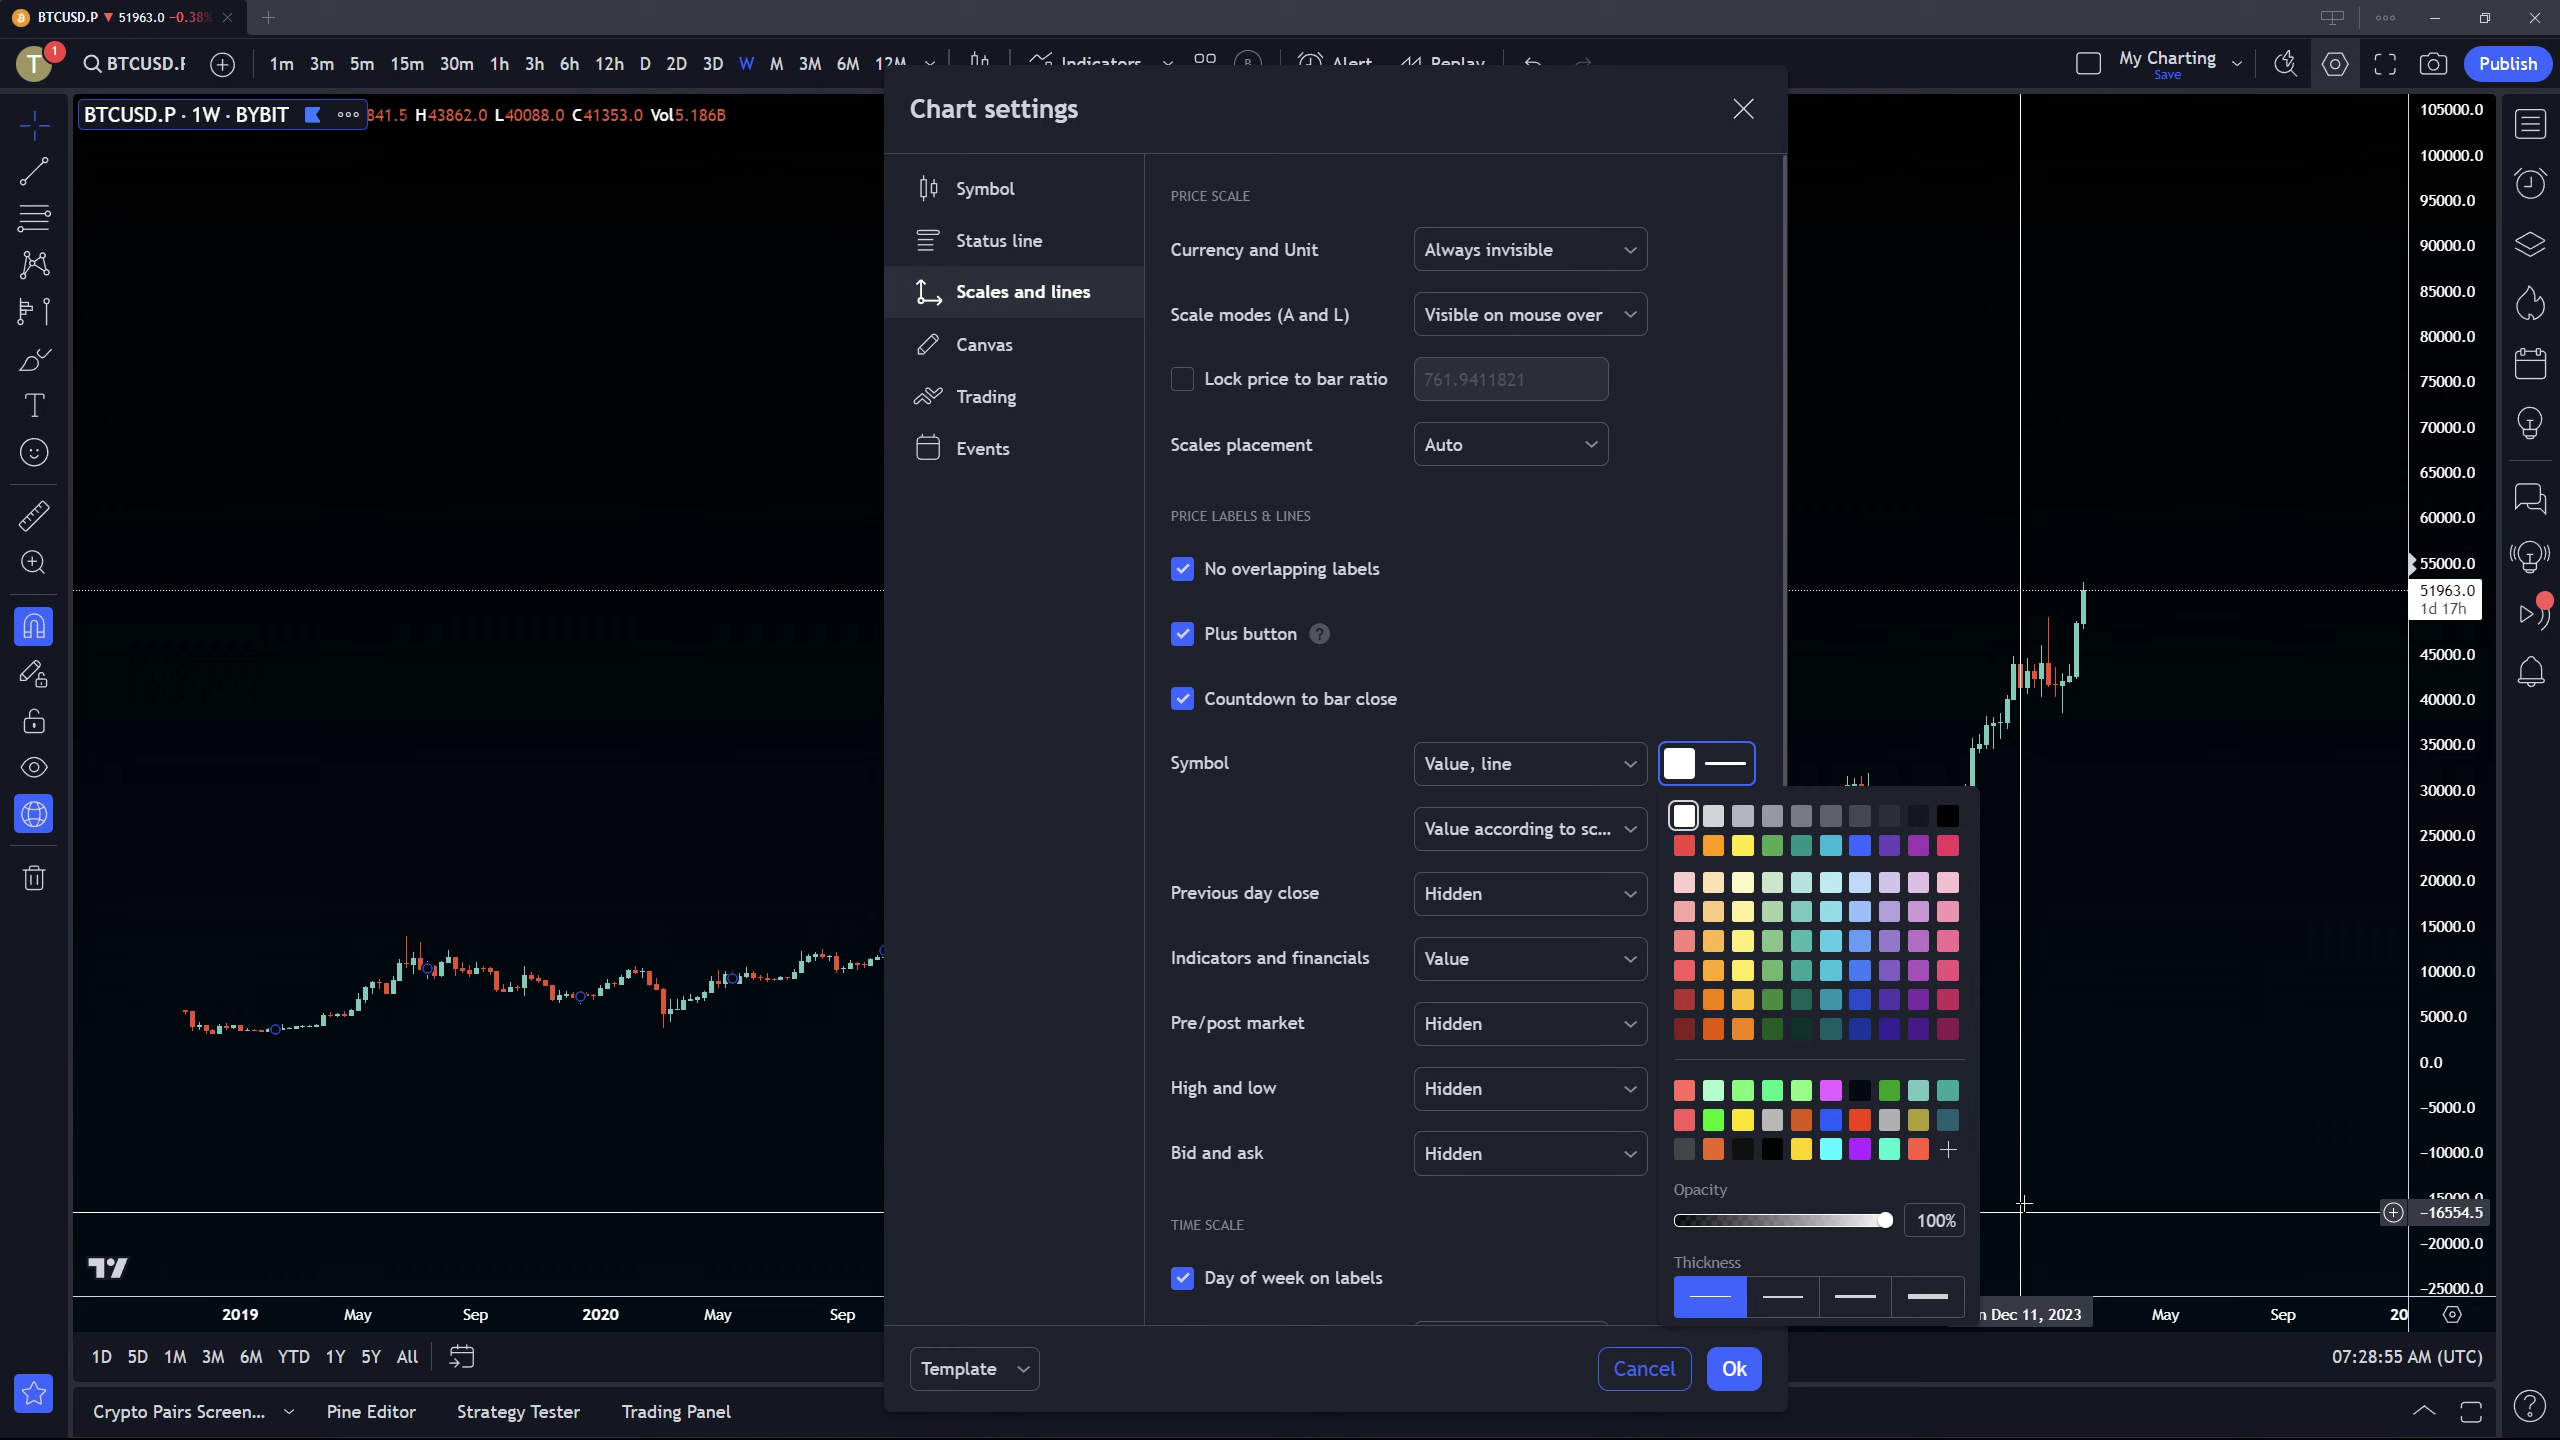 BTCUSD.P ▼ 51963.0 -0.38%
T 1 BTCUSD.F 1m 3m 5m 15m 30m 1h 3h 6h 12h D 2D 3D W M 3M 6M 12M Indicators Alert Replay My Charting Save Publish
BTCUSD.P · 1W · BYBIT 841.5 H43862.0 L40088.0 C41353.0 Vol5.186B
Chart settings
Symbol
Status line
Scales and lines
Canvas
Trading
Events
PRICE SCALE
Currency and Unit Always invisible
Scale modes (A and L) Visible on mouse over
Lock price to bar ratio 761.9411821
Scales placement Auto
PRICE LABELS & LINES
No overlapping labels
Plus button ?
Countdown to bar close
Symbol Value, line
Value according to sc...
Previous day close Hidden
Indicators and financials Value
Pre/post market Hidden
High and low Hidden
Bid and ask Hidden
TIME SCALE
Day of week on labels
Opacity
100%
Thickness
Template Cancel Ok
105000.0
100000.0
95000.0
90000.0
85000.0
80000.0
75000.0
70000.0
65000.0
60000.0
55000.0
51963.0
1d 17h
45000.0
40000.0
35000.0
30000.0
25000.0
20000.0
15000.0
10000.0
5000.0
0.0
-5000.0
-10000.0
-15000.0
-16554.5
-20000.0
-25000.0
2019 May Sep 2020 May Sep n Dec 11, 2023 May Sep 20
1D 5D 1M 3M 6M YTD 1Y 5Y All 07:28:55 AM (UTC)
Crypto Pairs Screen... Pine Editor Strategy Tester Trading Panel